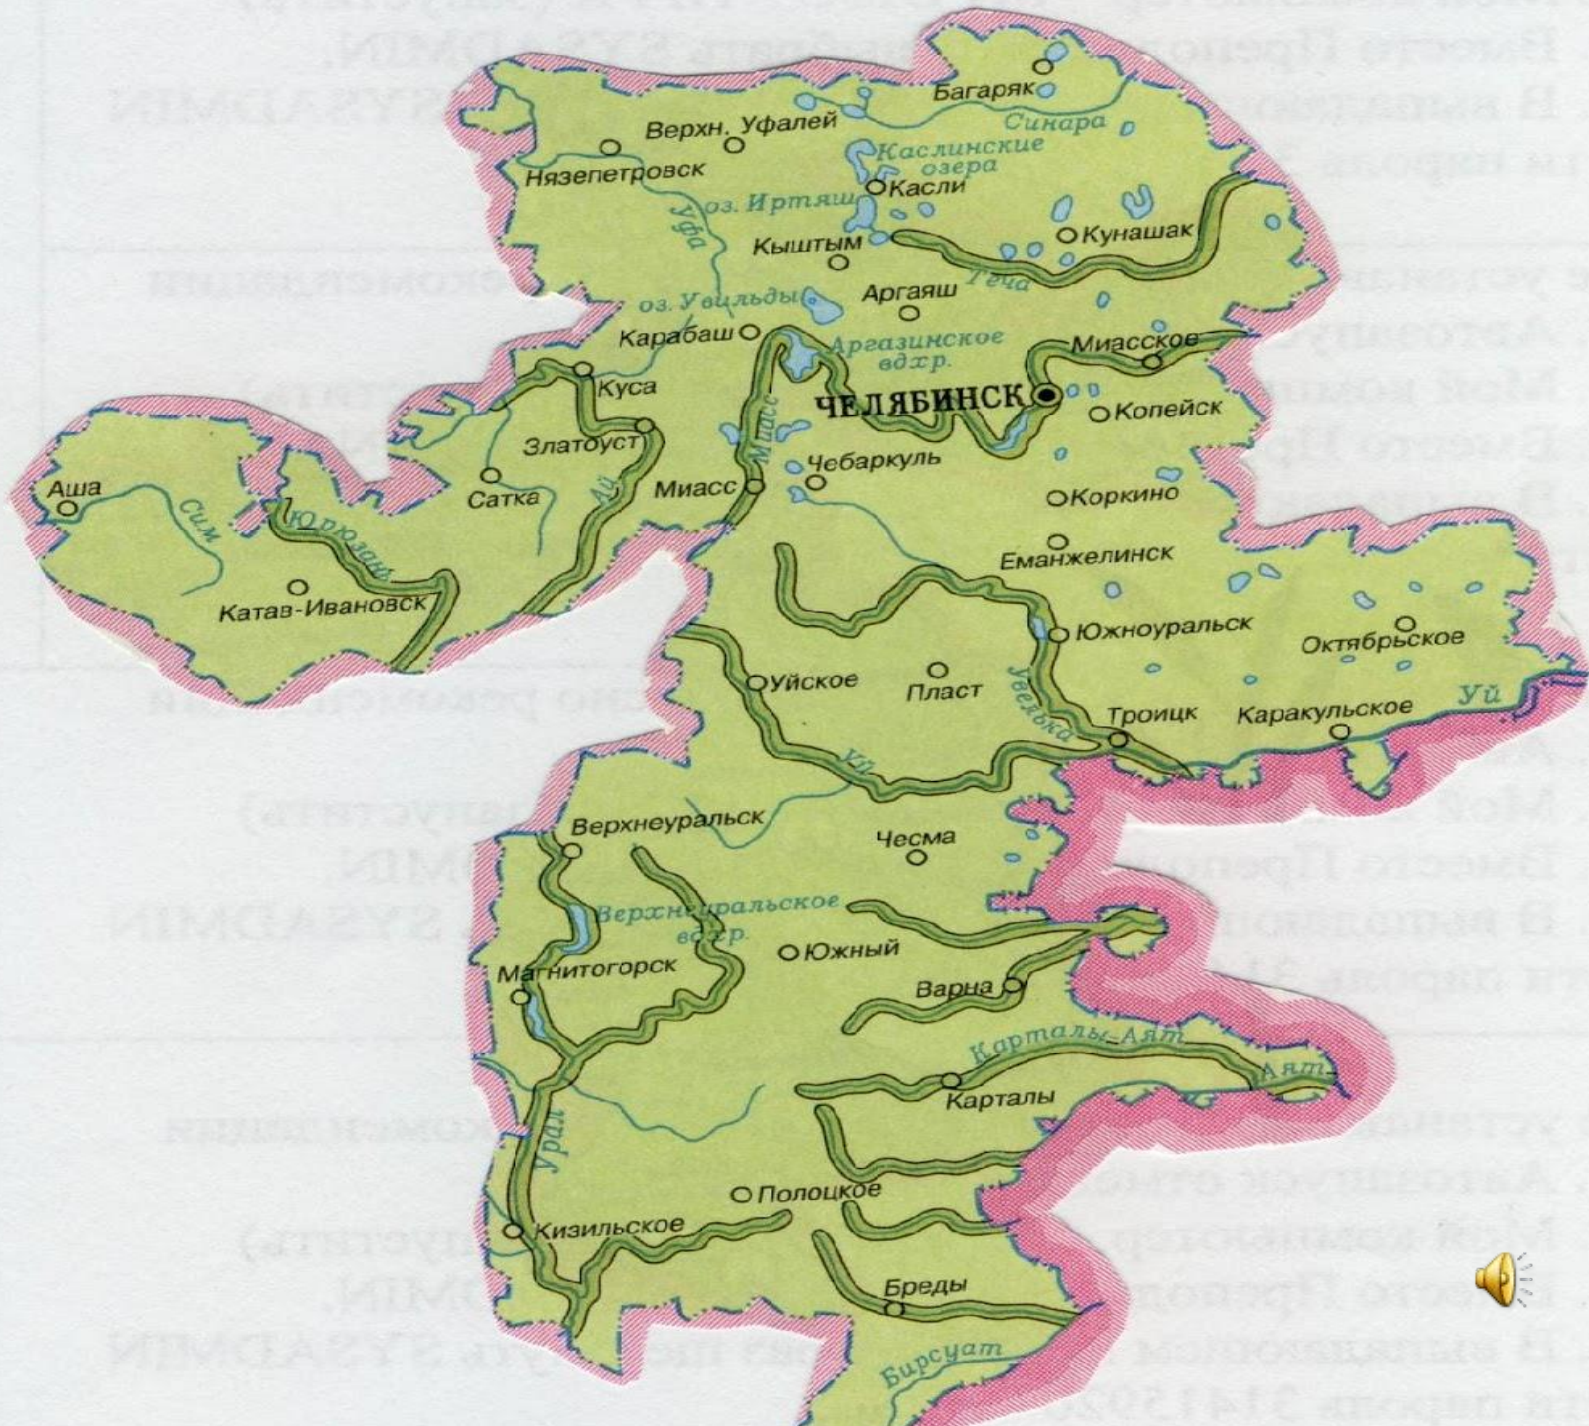 Багаряк
Верхн. Уфалей
Синара
Каслинские
озера
Нязепетровск
Касли
оз. Иртяш
Уфа
Кыштым
Кунашак
Теча
Аргаяш
оз. Увильды
Карабаш
Аргазинское
вдхр.
Миасское
Куса
ЧЕЛЯБИНСК
Копейск
Златоуст
Миасс
Чебаркуль
Аша
Сатка
Ай
Миасс
Коркино
Сим
Юрюзань
Еманжелинск
Катав-Ивановск
Южноуральск
Октябрьское
Уйское
Пласт
Увелька
Троицк
Каракульское
Уй
Уй
Верхнеуральск
Чесма
Верхнеуральское
вдхр.
Южный
Магнитогорск
Варна
Карталы-Аят
Аят
Карталы
Урал
Полоцкое
Кизильское
Бреды
Бирсуат